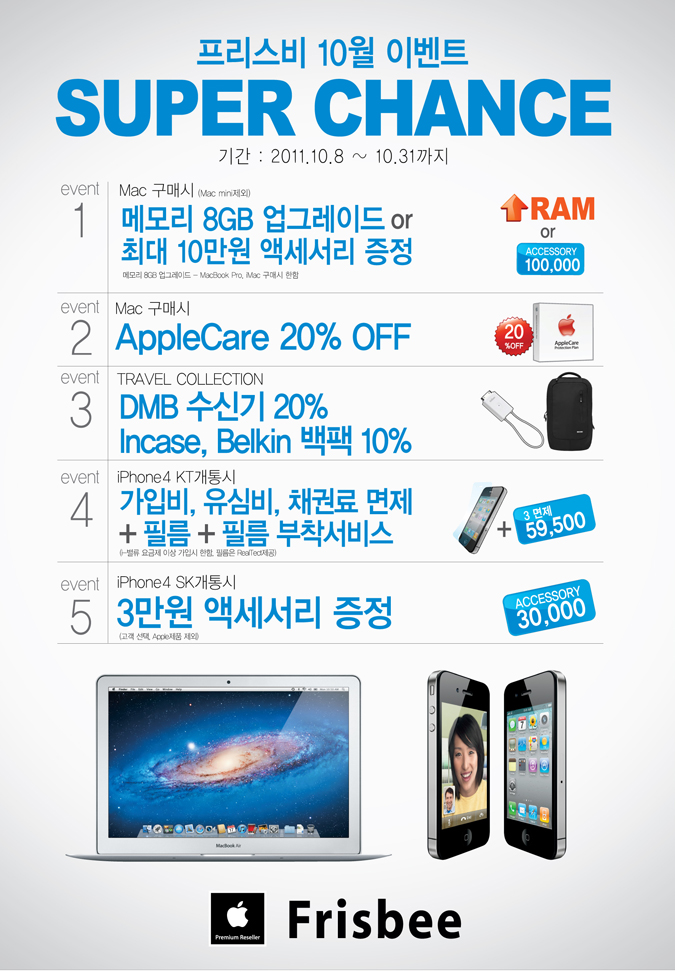 프리스비 10월 이벤트
SUPER CHANCE
기간 : 2011.10.8 ~ 10.31까지
event
1
Mac 구매시 (Mac mini제외)
메모리 8GB 업그레이드 or
최대 10만원 액세서리 증정
메모리 8GB 업그레이드 - MacBook Pro, iMac 구매시 한함
RAM
or
ACCESSORY
100,000
event
2
Mac 구매시
AppleCare 20% OFF
20
%OFF
AppleCare
Protection Plan
event
3
TRAVEL COLLECTION
DMB 수신기 20%
Incase, Belkin 백팩 10%
event
4
iPhone4 KT개통시
가입비, 유심비, 채권료 면제
+ 필름 + 필름 부착서비스
(i-밸류 요금제 이상 가입시 한함, 필름은 RealTect제공)
+
3 면제
59,500
event
5
iPhone4 SK개통시
3만원 액세서리 증정
(고객 선택, Apple제품 제외)
ACCESSORY
30,000
MacBook Air
Premium Reseller
Frisbee